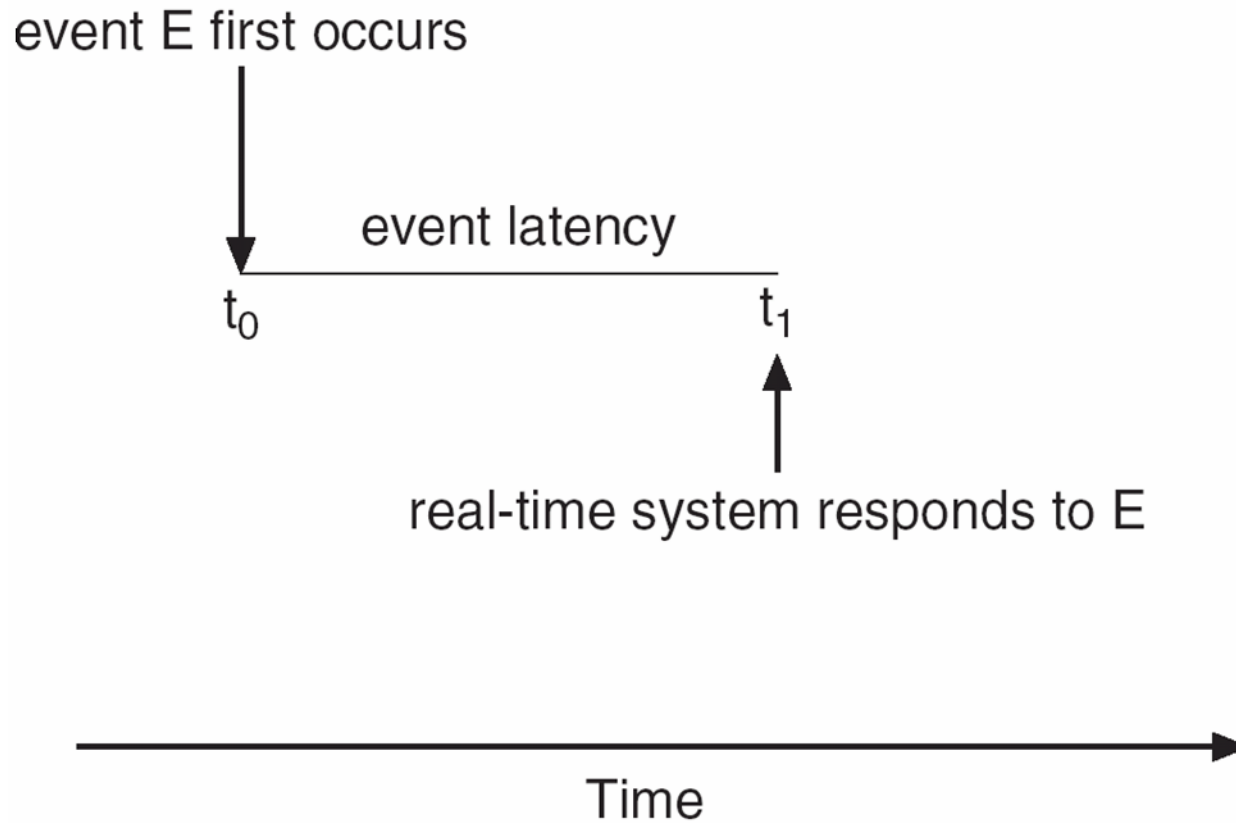 event E first occurs
event latency
t0
t1
real-time system responds to E
Time